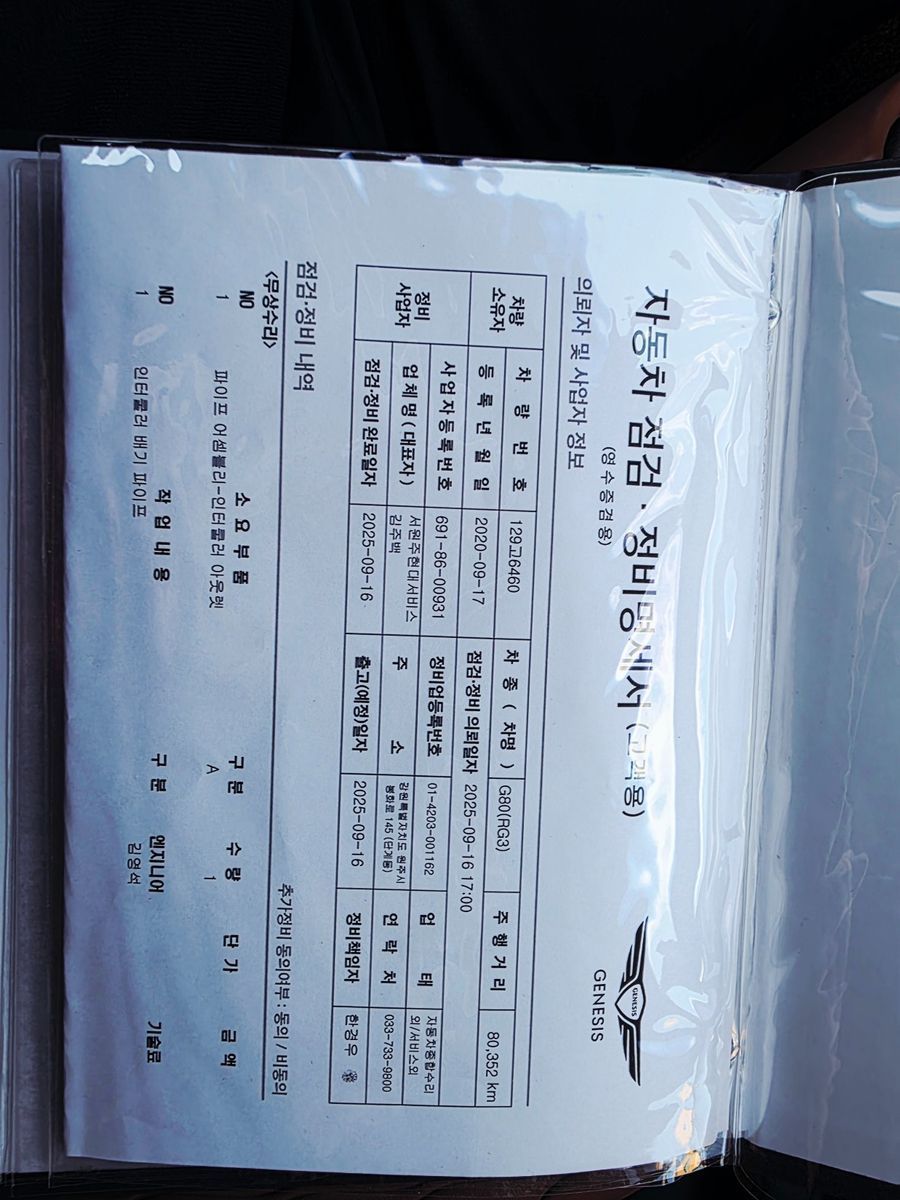 자동차 점검·정비명세서 (고객용)
(영수증겸용)
GENESIS
GENESIS
의뢰자 및 사업자 정보
차량 소유자 차 량 번 호 129고6460 차 종 ( 차명 ) G80(RG3) 주 행 거 리 80,352 km
등 록 년 월 일 2020-09-17 점검·정비 의뢰일자 2025-09-16 17:00
정비 사업자 사업자등록번호 691-86-00931 정비업등록번호 01-4203-001162 업 태 자동차종합수리외/서비스외
업 체 명 ( 대표자 ) 서원주현대서비스 김주백 주 소 강원특별자치도 원주시 봉화로 145 (단계동) 연 락 처 033-733-9800
점검·정비 완료일자 2025-09-16 출고(예정)일자 2025-09-16 정비책임자 한경우
점검·정비 내역 추가정비 동의여부 : 동의 / 비동의
<무상수리>
NO 소 요 부 품 구 분 수 량 단 가 금 액
1 파이프 어셈블리-인터쿨러 아웃렛 A 1
NO 작 업 내 용 구 분 엔지니어 기술료
1 인터쿨러 배기 파이프 김영석